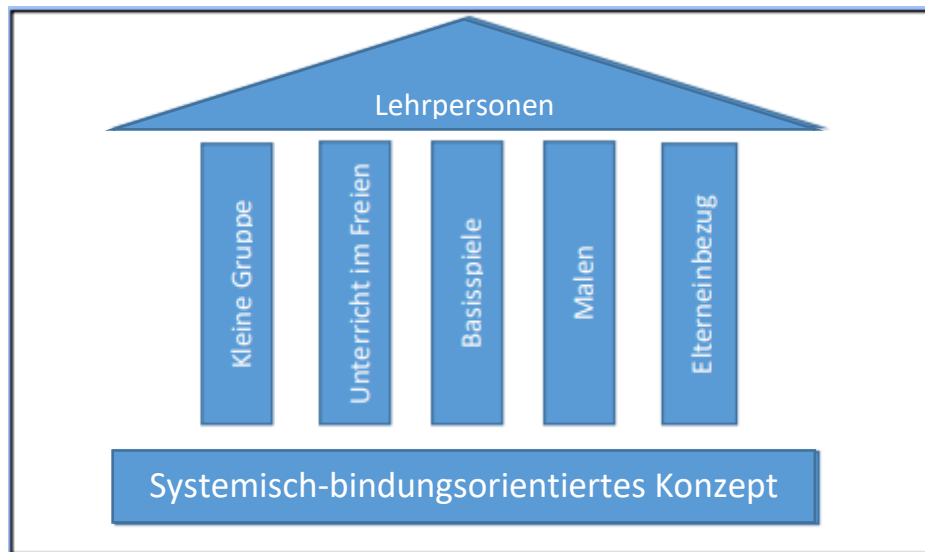 Lehrpersonen
Kleine Gruppe
Unterricht im Freien
Basisspiele
Malen
Elterneinbezug
Systemisch-bindungsorientiertes Konzept